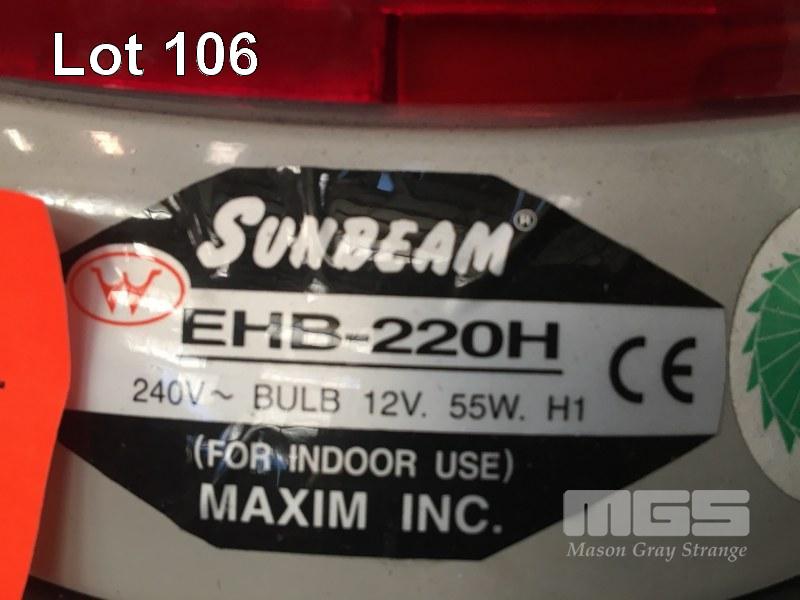 Lot 106
SUNBEAM®
EHB-220H
240V~ BULB 12V. 55W. H1
CE
(FOR INDOOR USE)
MAXIM INC.
MGS
Mason Gray Strange